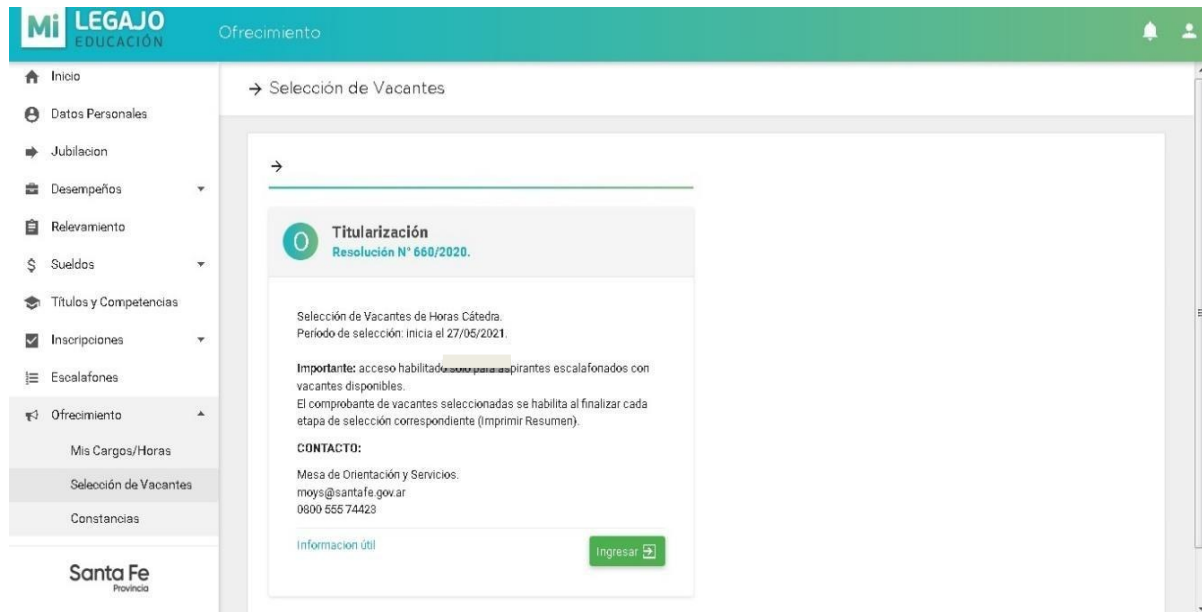 Mi LEGAJO
EDUCACIÓN
Ofrecimiento
Inicio
Datos Personales
Jubilacion
Desempeños
Relevamiento
Sueldos
Títulos y Competencias
Inscripciones
Escalafones
Ofrecimiento
Mis Cargos/Horas
Selección de Vacantes
Constancias
Santa Fe
Provincia
→ Selección de Vacantes
→
O
Titularización
Resolución N° 660/2020.
Selección de Vacantes de Horas Cátedra.
Período de selección: inicia el 27/05/2021.
Importante: acceso habilitado solo para aspirantes escalafonados con
vacantes disponibles.
El comprobante de vacantes seleccionadas se habilita al finalizar cada
etapa de selección correspondiente (Imprimir Resumen).
CONTACTO:
Mesa de Orientación y Servicios.
moys@santafe.gov.ar
0800 555 74423
Informacion útil
Ingresar